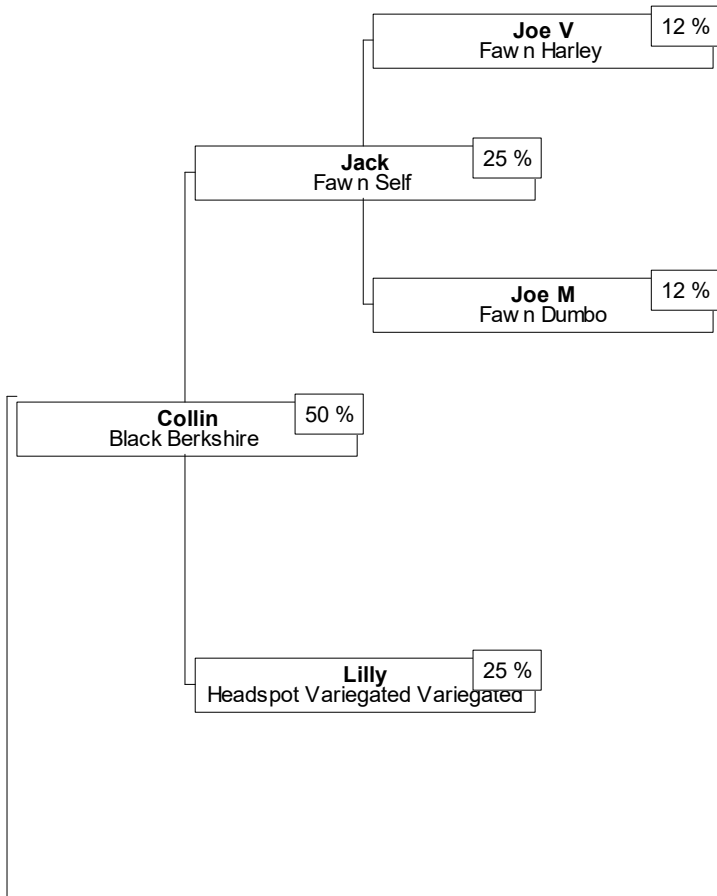 Joe V
12 %
Fawn Harley
Jack
25 %
Fawn Self
Joe M
12 %
Fawn Dumbo
Collin
50 %
Black Berkshire
Lilly
25 %
Headspot Variegated Variegated